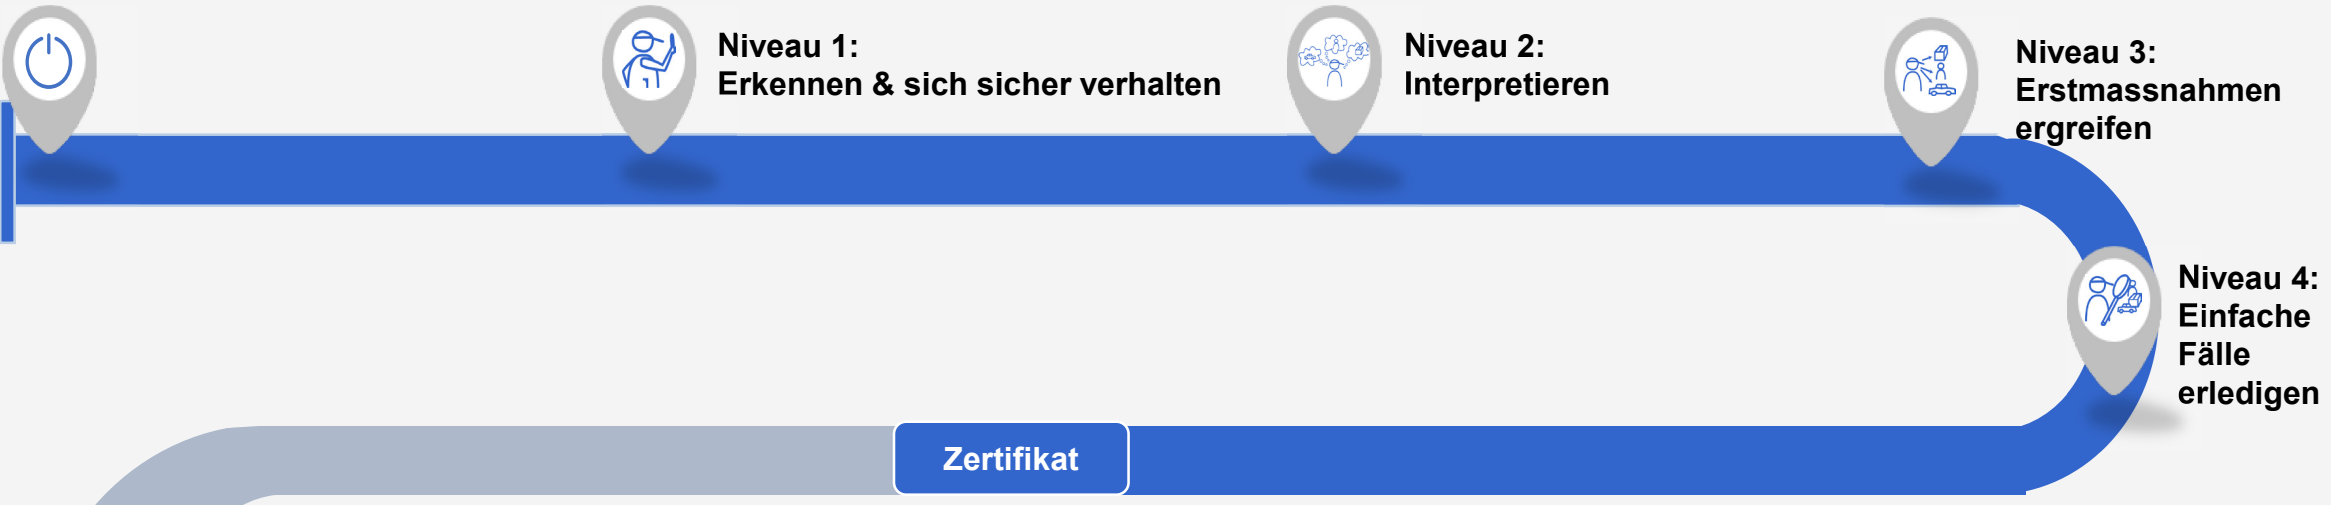 Niveau 1:
Erkennen & sich sicher verhalten
Niveau 2:
Interpretieren
Niveau 3:
Erstmassnahmen
ergreifen
Niveau 4:
Einfache
Fälle
erledigen
Zertifikat